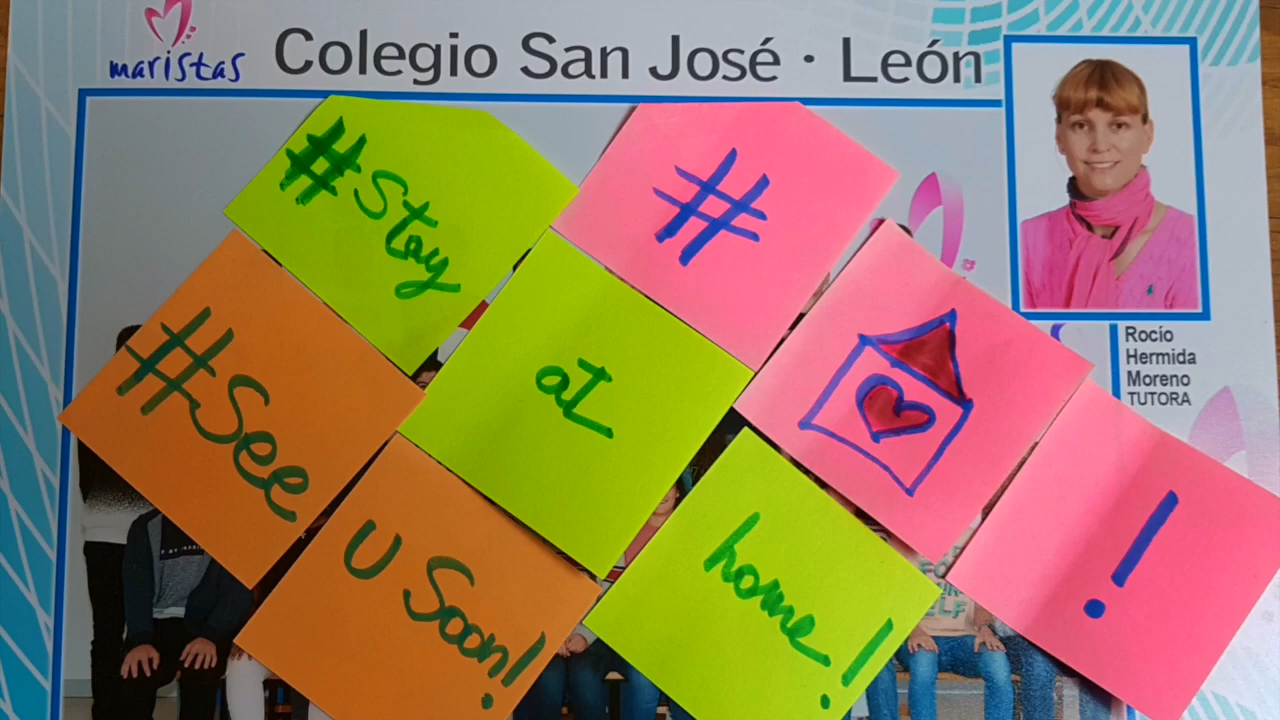 maristas
Colegio San José · León
#Stay
at
home!
#
!
#See
U Soon!
Rocío
Hermida
Moreno
TUTORA